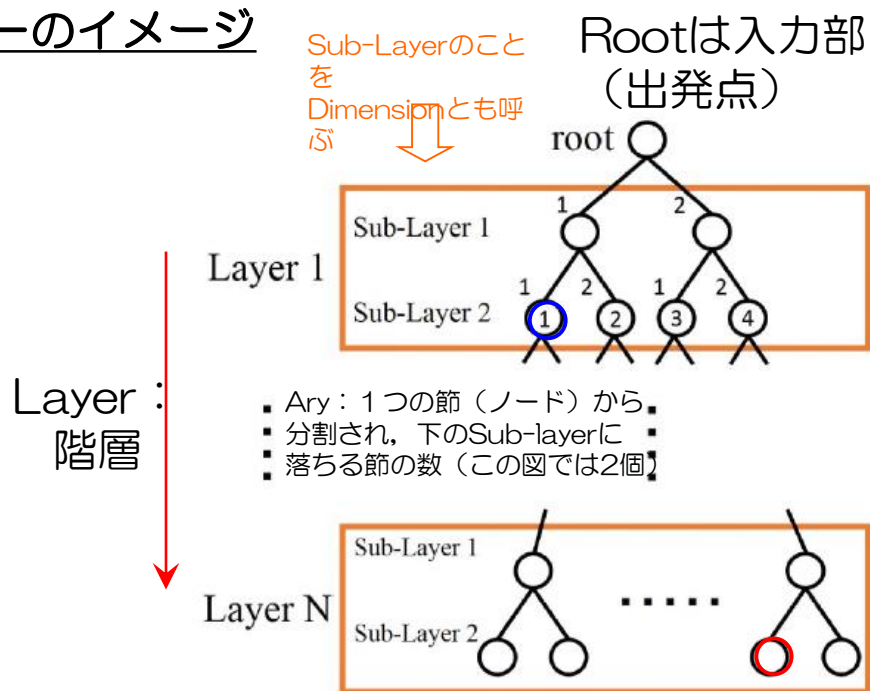 ーのイメージ
Sub-Layerのこと
を
Dimensionとも呼
ぶ
Rootは入力部
（出発点）
root
1 2
Sub-Layer 1
Layer 1
1 2 1 2
Sub-Layer 2
1 2 3 4
Layer：
階層
Ary：１つの節（ノード）から
分割され，下のSub-layerに
落ちる節の数（この図では2個）
Sub-Layer 1
Layer N
Sub-Layer 2